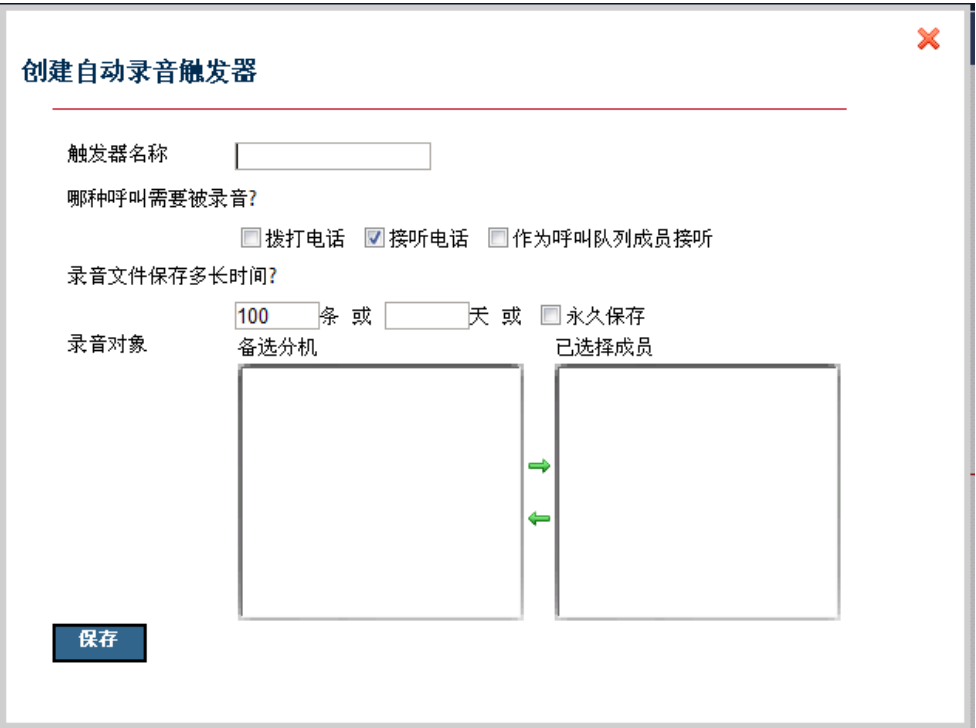 创建自动录音触发器
触发器名称
哪种呼叫需要被录音?
拨打电话 接听电话 作为呼叫队列成员接听
录音文件保存多长时间?
100 条 或 天 或 永久保存
录音对象 备选分机 已选择成员
保存